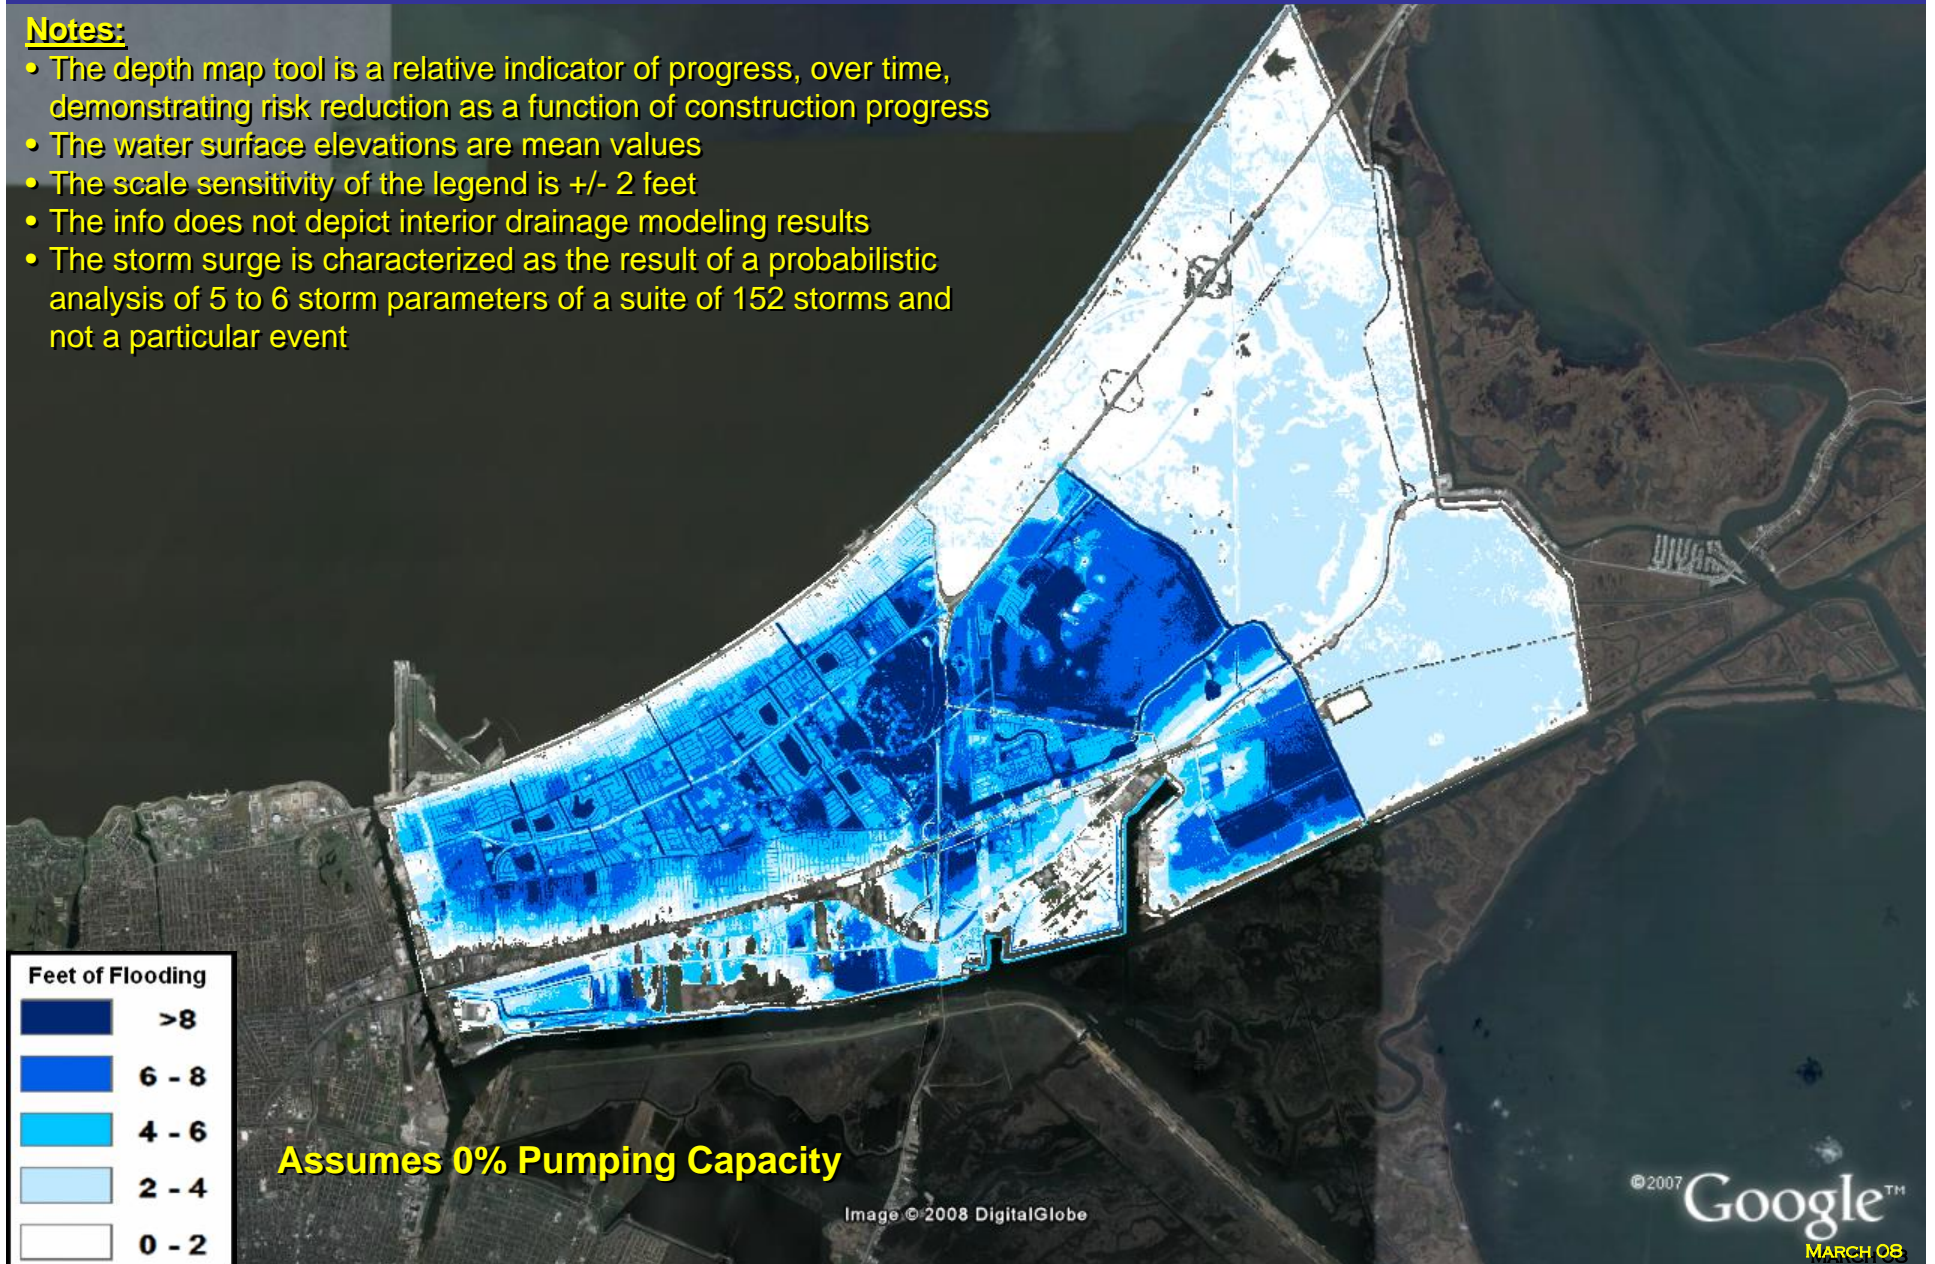 Notes:
• The depth map tool is a relative indicator of progress, over time,
demonstrating risk reduction as a function of construction progress
• The water surface elevations are mean values
• The scale sensitivity of the legend is +/- 2 feet
• The info does not depict interior drainage modeling results
• The storm surge is characterized as the result of a probabilistic
analysis of 5 to 6 storm parameters of a suite of 152 storms and
not a particular event
Feet of Flooding
>8
6 - 8
4 - 6
2 - 4
0 - 2
Assumes 0% Pumping Capacity
Image © 2008 DigitalGlobe
©2007 Google™
MARCH 08